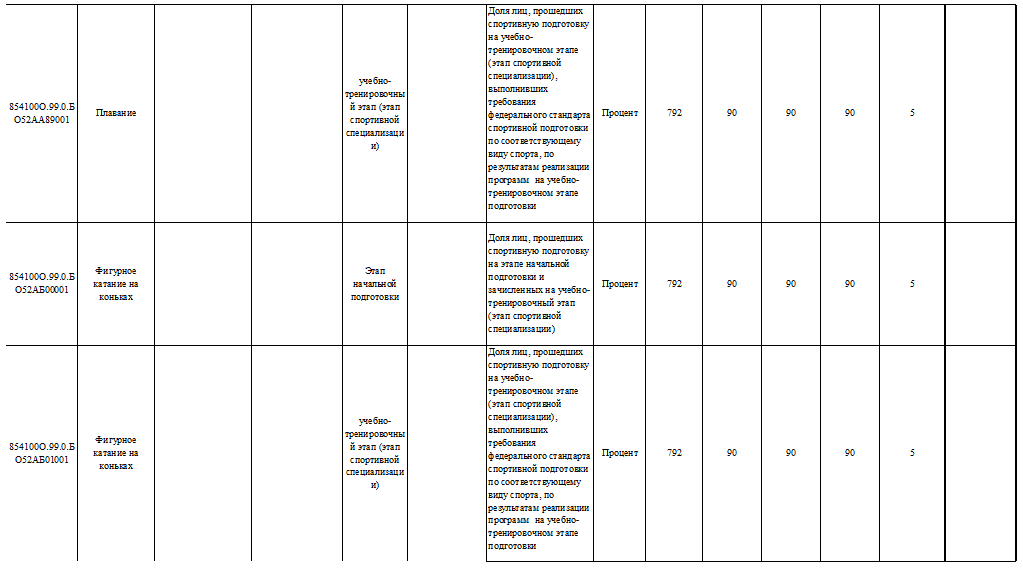 854100О.99.0.Б
О52АА89001
Плавание
учебно-
тренировочны
й этап (этап
спортивной
специализаци
и)
Доля лиц, прошедших
спортивную подготовку
на учебно-
тренировочном этапе
(этап спортивной
специализации),
выполнивших
требования
федерального стандарта
спортивной подготовки
по соответствующему
виду спорта, по
результатам реализации
программ на учебно-
тренировочном этапе
подготовки
Процент
792
90
90
90
5
854100О.99.0.Б
О52АБ00001
Фигурное
катание на
коньках
Этап
начальной
подготовки
Доля лиц, прошедших
спортивную подготовку
на этапе начальной
подготовки и
зачисленных на учебно-
тренировочный этап
(этап спортивной
специализации)
Процент
792
90
90
90
5
854100О.99.0.Б
О52АБ01001
Фигурное
катание на
коньках
учебно-
тренировочны
й этап (этап
спортивной
специализаци
и)
Доля лиц, прошедших
спортивную подготовку
на учебно-
тренировочном этапе
(этап спортивной
специализации),
выполнивших
требования
федерального стандарта
спортивной подготовки
по соответствующему
виду спорта, по
результатам реализации
программ на учебно-
тренировочном этапе
подготовки
Процент
792
90
90
90
5